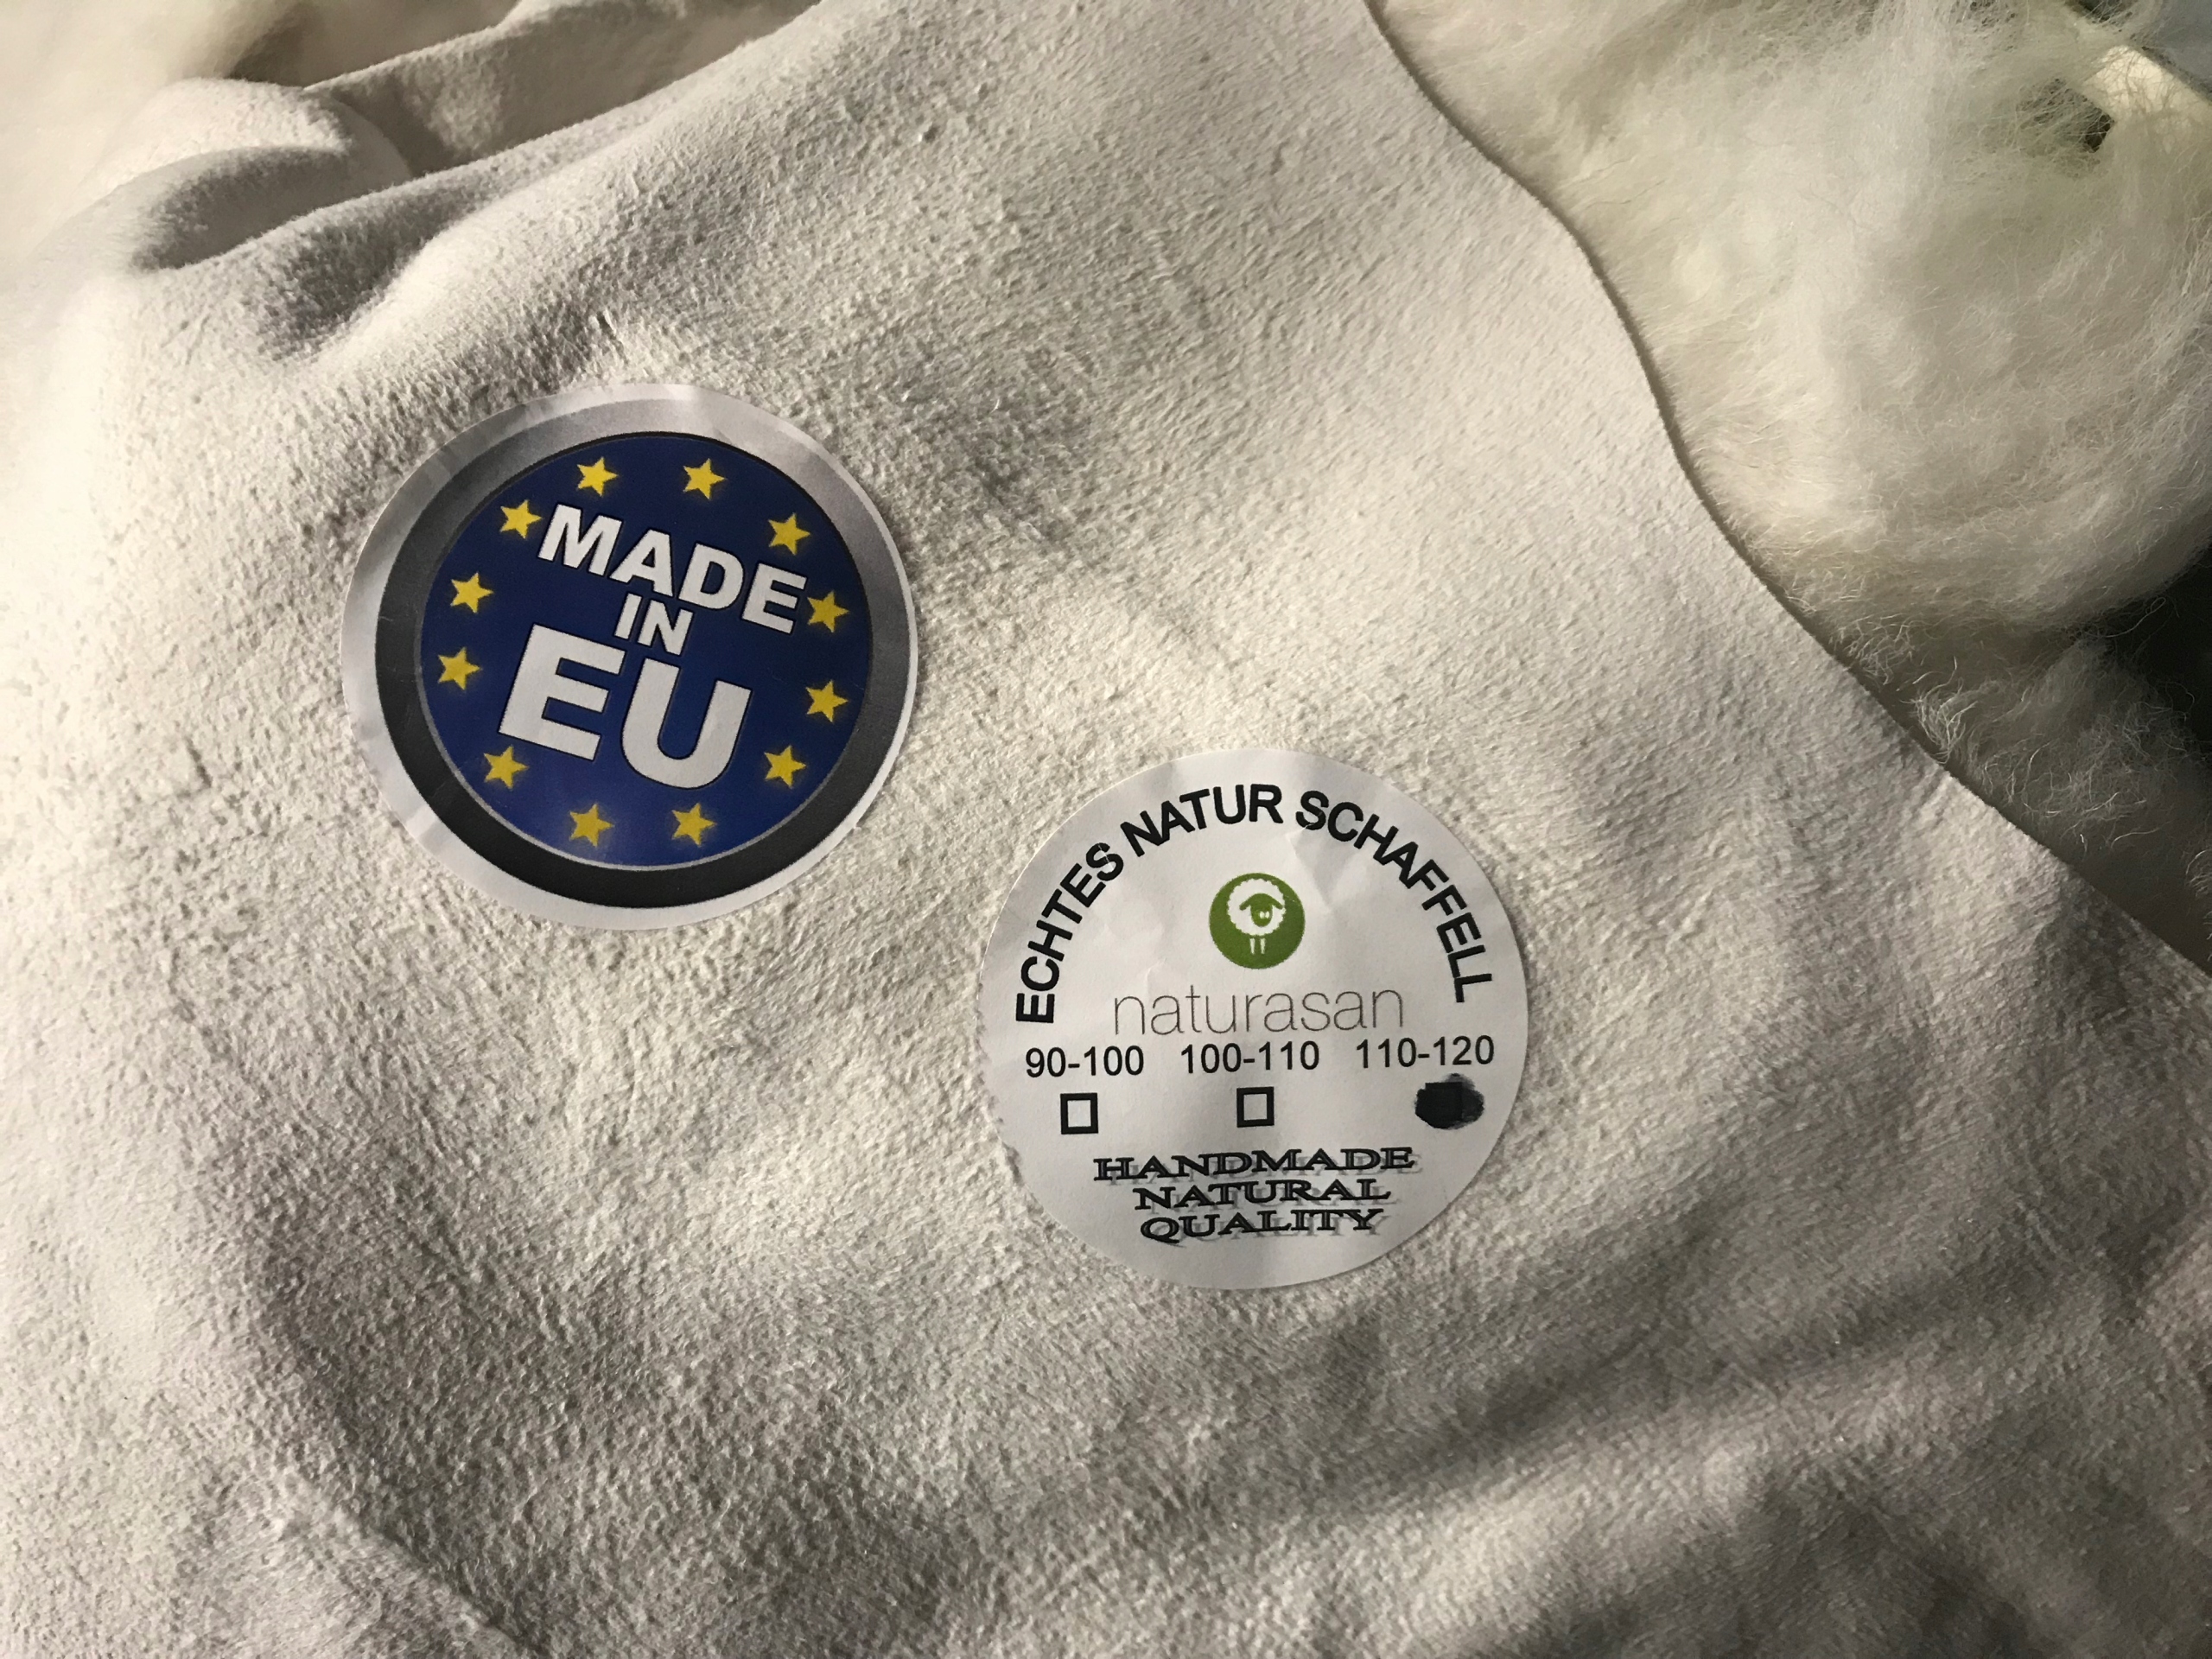 MADE
IN
EU
ECHTES NATUR SCHAFFELL
naturasan
90-100 100-110 110-120
HANDMADE
NATURAL
QUALITY